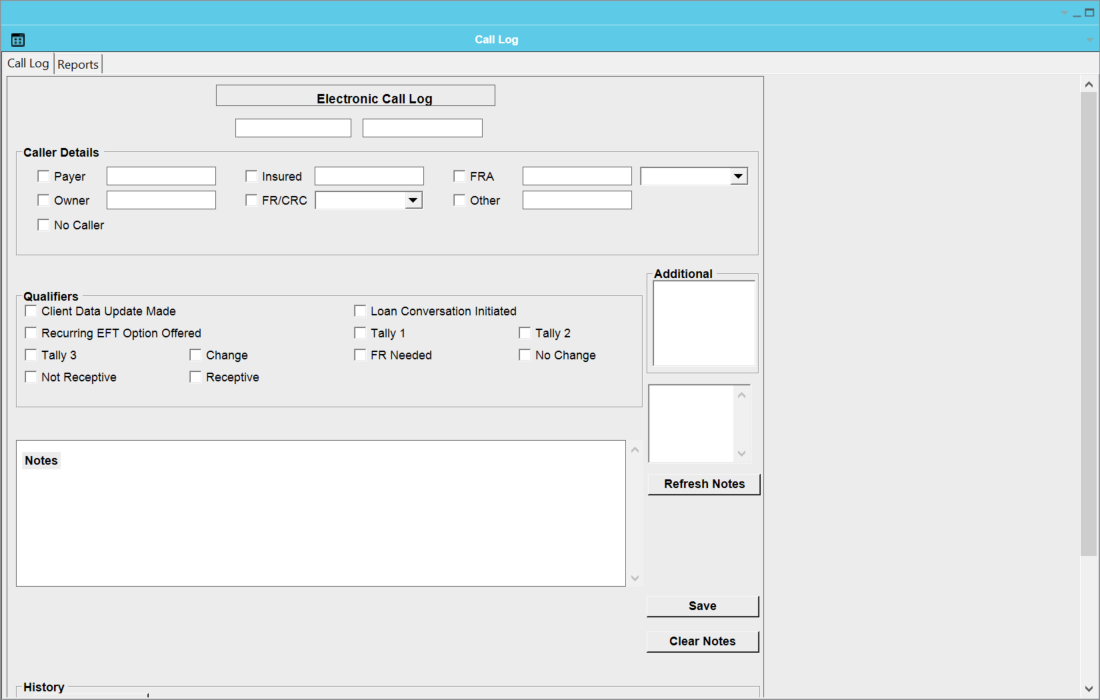 Call Log
Call Log Reports
Electronic Call Log
Caller Details
Payer Insured FRA
Owner FR/CRC Other
No Caller
Additional
Qualifiers
Client Data Update Made Loan Conversation Initiated
Recurring EFT Option Offered Tally 1 Tally 2
Tally 3 Change FR Needed No Change
Not Receptive Receptive
Notes
Refresh Notes
Save
Clear Notes
History